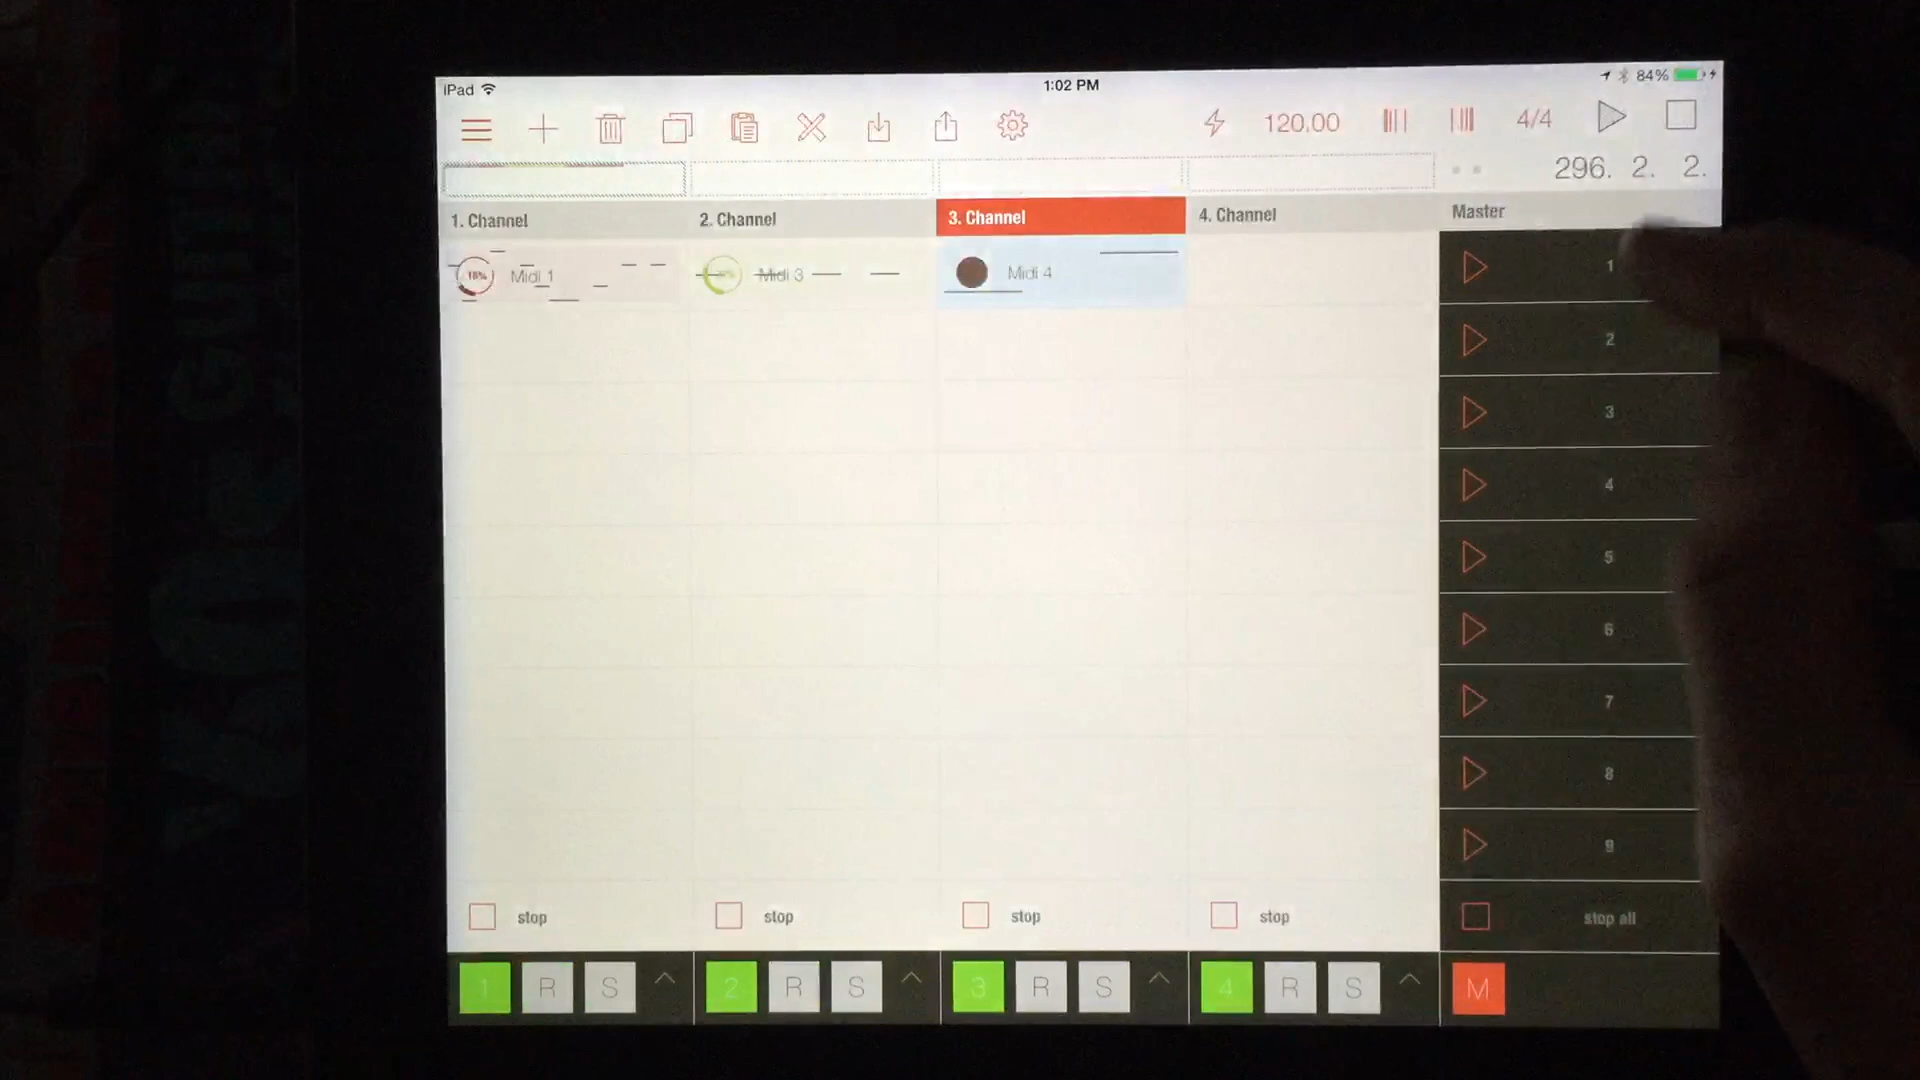 iPad
1:02 PM
84%
120.00
4/4
296. 2. 2.
1. Channel
2. Channel
3. Channel
4. Channel
Master
Midi 1
Midi 3
Midi 4
1
2
3
4
5
6
7
8
9
stop
stop
stop
stop
stop all
1 R S
2 R S
3 R S
4 R S
M